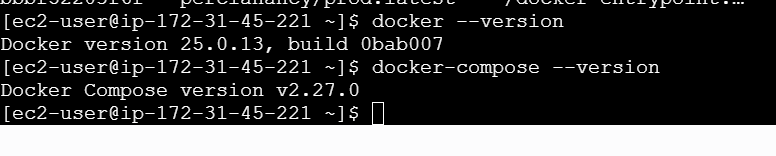 [ec2-user@ip-172-31-45-221 ~]$ docker --version
Docker version 25.0.13, build 0bab007
[ec2-user@ip-172-31-45-221 ~]$ docker-compose --version
Docker Compose version v2.27.0
[ec2-user@ip-172-31-45-221 ~]$